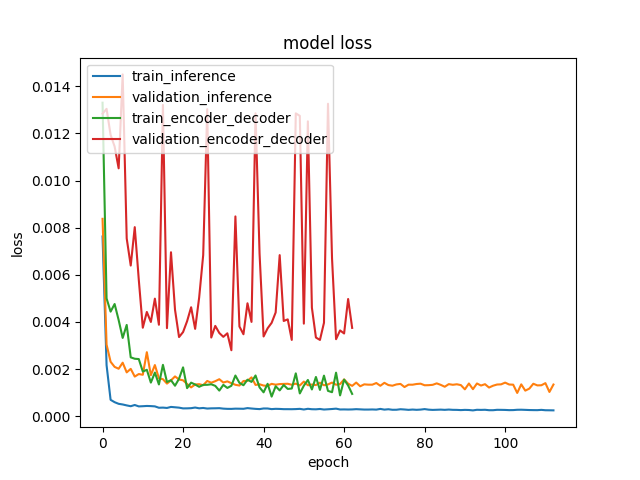 model loss
train_inference
validation_inference
train_encoder_decoder
validation_encoder_decoder
loss
0.014
0.012
0.010
0.008
0.006
0.004
0.002
0.000
0 20 40 60 80 100
epoch